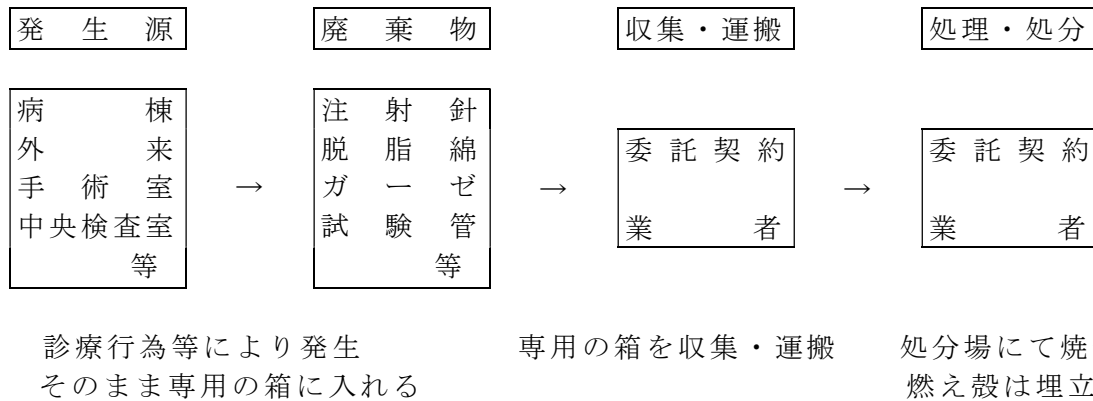 発生源
廃棄物
収集・運搬
処理・処分
病棟
外来
手術室
中央検査室
等
→
注射針
脱脂綿
ガーゼ
試験管
等
→
委託契約
業者
→
委託契約
業者
診療行為等により発生
そのまま専用の箱に入れる
専用の箱を収集・運搬
処分場にて焼
燃え殻は埋立